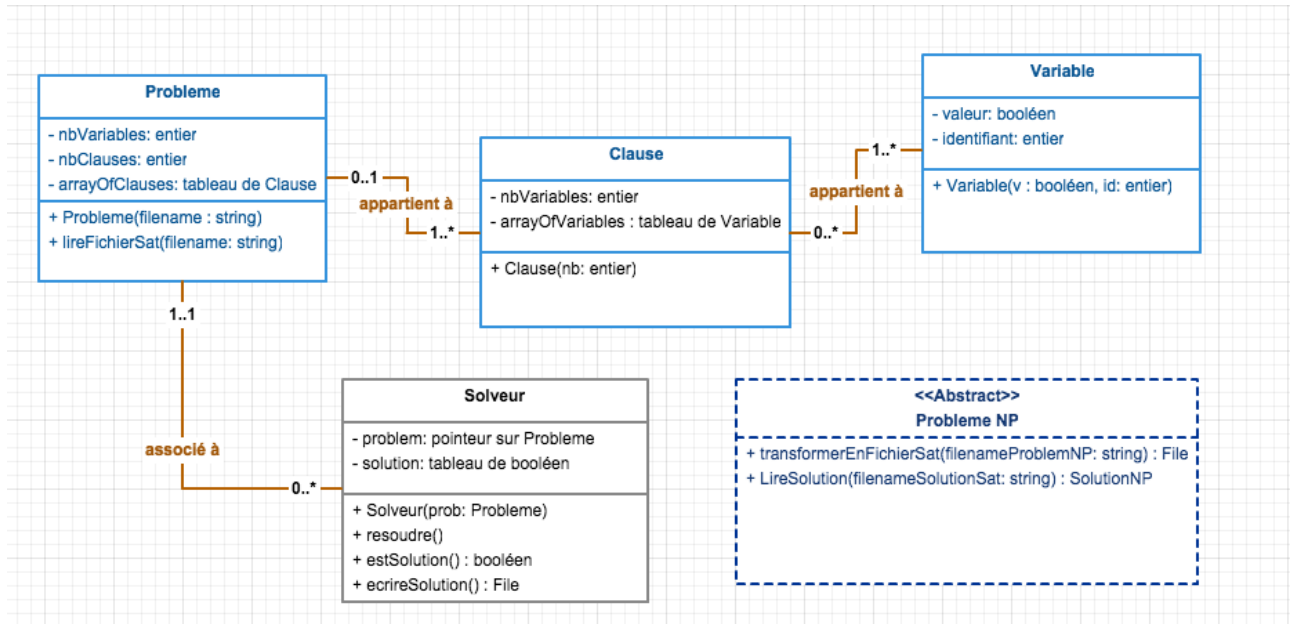 Probleme
- nbVariables: entier
- nbClauses: entier
- arrayOfClauses: tableau de Clause
+ Probleme(filename : string)
+ lireFichierSat(filename: string)
0..1
appartient à
1..*
Clause
- nbVariables: entier
- arrayOfVariables : tableau de Variable
+ Clause(nb: entier)
Variable
- valeur: booléen
- identifiant: entier
+ Variable(v : booléen, id: entier)
1..*
appartient à
0..*
1..1
associé à
0..*
Solveur
- problem: pointeur sur Probleme
- solution: tableau de booléen
+ Solveur(prob: Probleme)
+ resoudre()
+ estSolution() : booléen
+ ecrireSolution() : File
<<Abstract>>
Probleme NP
+ transformerEnFichierSat(filenameProblemNP: string) : File
+ LireSolution(filenameSolutionSat: string) : SolutionNP